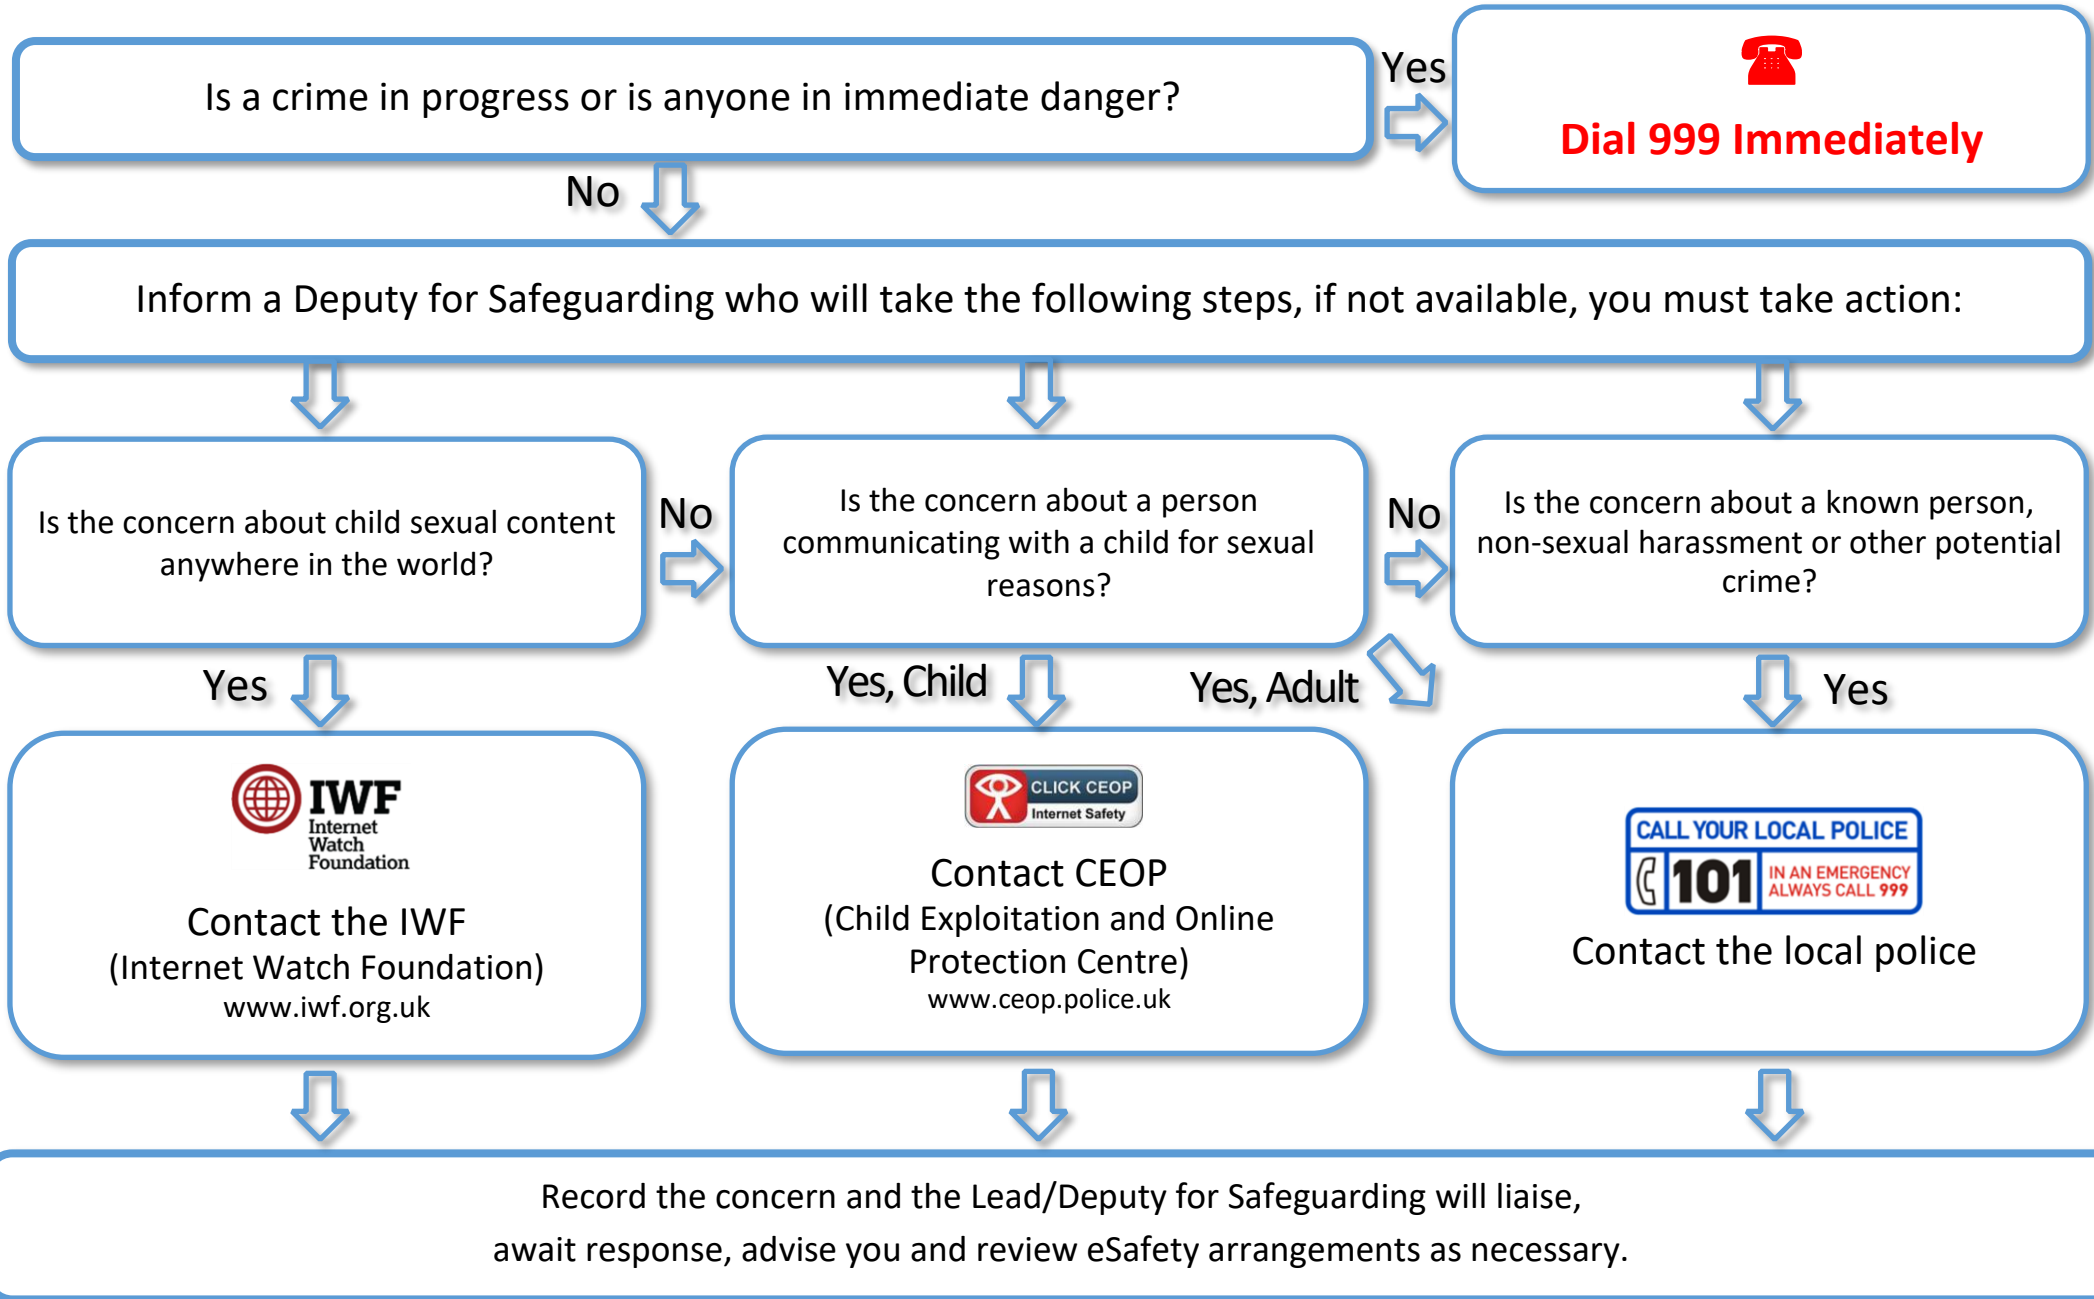 Is a crime in progress or is anyone in immediate danger?
Yes
Dial 999 Immediately
No
Inform a Deputy for Safeguarding who will take the following steps, if not available, you must take action:
Is the concern about child sexual content
anywhere in the world?
No
Is the concern about a person
communicating with a child for sexual
reasons?
No
Is the concern about a known person,
non-sexual harassment or other potential
crime?
Yes
Yes, Child
Yes, Adult
Yes
IWF
Internet
Watch
Foundation
Contact the IWF
(Internet Watch Foundation)
www.iwf.org.uk
CLICK CEOP
Internet Safety
Contact CEOP
(Child Exploitation and Online
Protection Centre)
www.ceop.police.uk
CALL YOUR LOCAL POLICE
101
IN AN EMERGENCY
ALWAYS CALL 999
Contact the local police
Record the concern and the Lead/Deputy for Safeguarding will liaise,
await response, advise you and review eSafety arrangements as necessary.